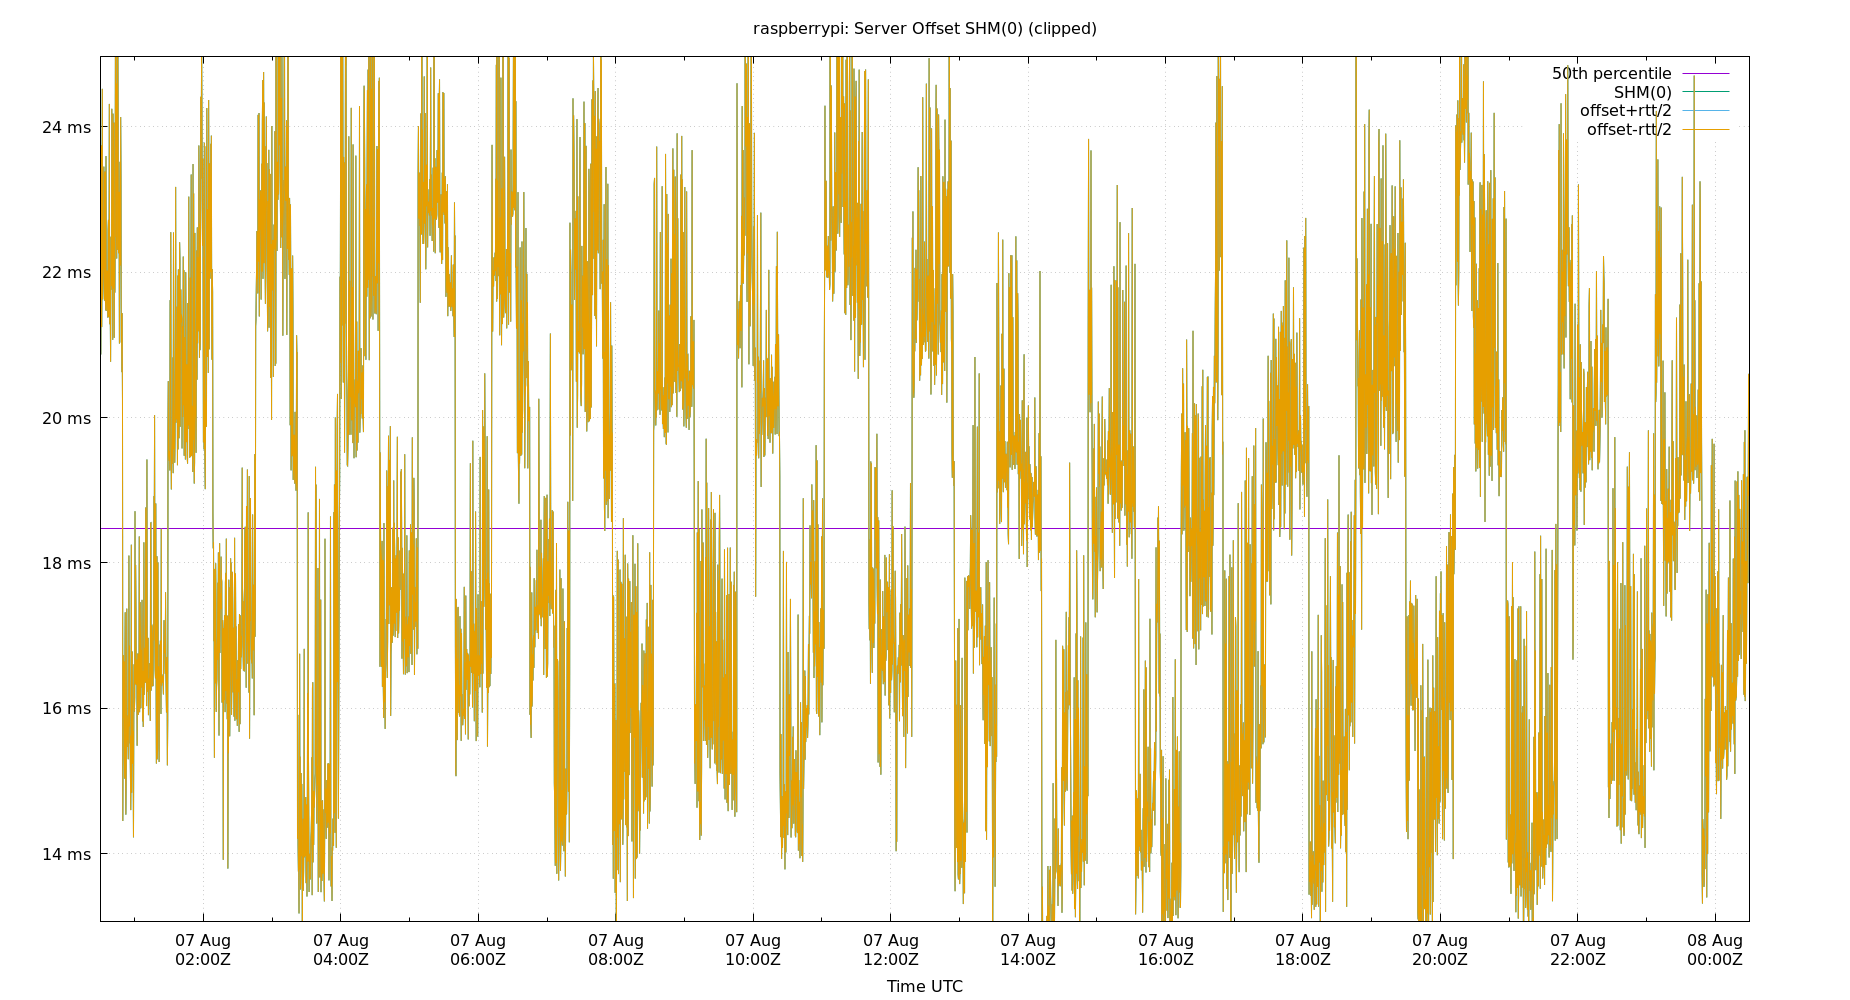 raspberrypi: Server Offset SHM(0) (clipped)
50th percentile
SHM(0)
offset+rtt/2
offset-rtt/2
24 ms
22 ms
20 ms
18 ms
16 ms
14 ms
07 Aug 07 Aug 07 Aug 07 Aug 07 Aug 07 Aug 07 Aug 07 Aug 07 Aug 07 Aug 07 Aug 08 Aug
02:00Z 04:00Z 06:00Z 08:00Z 10:00Z 12:00Z 14:00Z 16:00Z 18:00Z 20:00Z 22:00Z 00:00Z
Time UTC